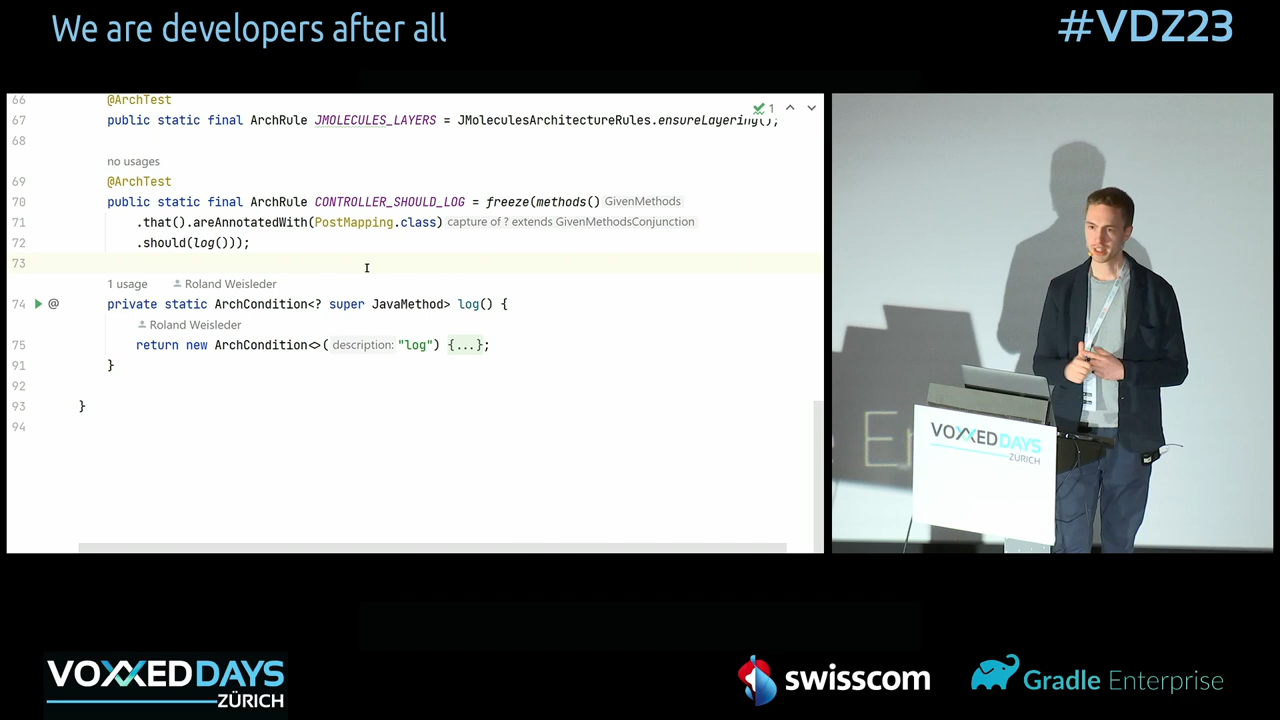 We are developers after all
#VDZ23
66 @ArchTest
1
67 public static final ArchRule JMOLECULES_LAYERS = JMoleculesArchitectureRules.ensureLayering();
68
no usages
69 @ArchTest
70 public static final ArchRule CONTROLLER_SHOULD_LOG = freeze(methods() GivenMethods
71 .that().areAnnotatedWith(PostMapping.class) capture of ? extends GivenMethodsConjunction
72 .should(log()));
73
1 usage Roland Weisleder
74 @ private static ArchCondition<? super JavaMethod> log() {
Roland Weisleder
75 return new ArchCondition<>( description: "log") {...};
91 }
92
93 }
94
VOXXED DAYS
ZÜRICH
VOXXED DAYS
ZÜRICH
swisscom
Gradle Enterprise